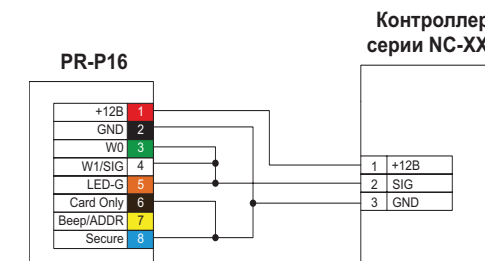 Контроллер
серии NC-XX
PR-P16
+12В 1
GND 2
W0 3
W1/SIG 4
LED-G 5
Card Only 6
Beep/ADDR 7
Secure 8
1 +12В
2 SIG
3 GND